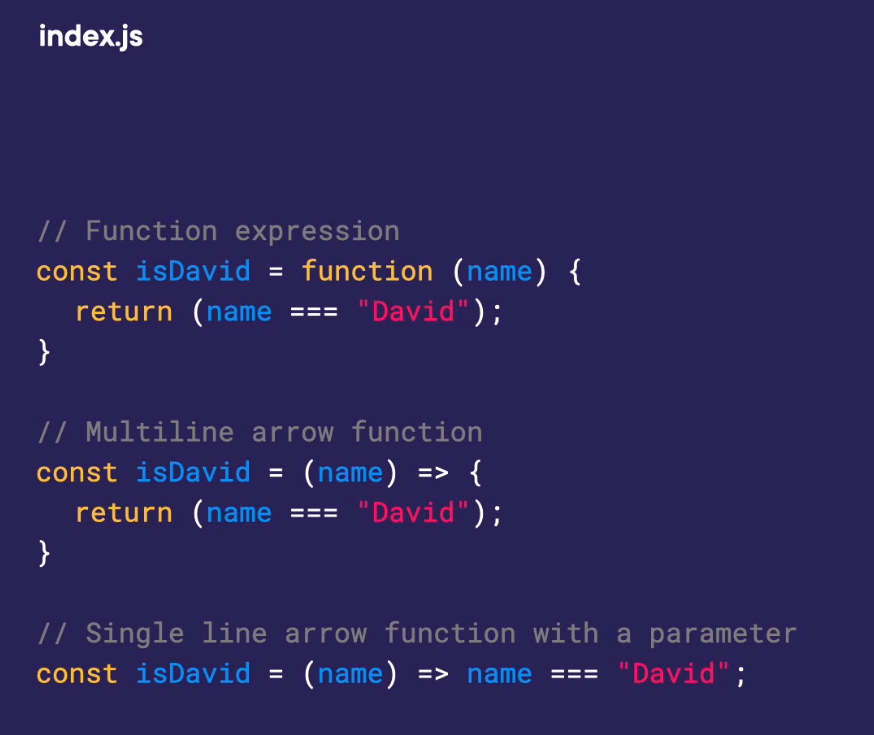 index.js
// Function expression
const isDavid = function (name) {
return (name === "David");
}
// Multiline arrow function
const isDavid = (name) => {
return (name === "David");
}
// Single line arrow function with a parameter
const isDavid = (name) => name === "David";